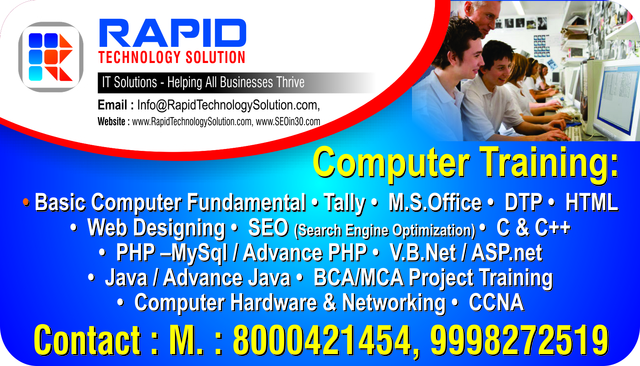 RAPID
TECHNOLOGY SOLUTION
IT Solutions - Helping All Businesses Thrive
Email : Info@RapidTechnologySolution.com,
Website : www.RapidTechnologySolution.com, www.SEOin30.com
Computer Training:
• Basic Computer Fundamental • Tally • M.S.Office • DTP • HTML
• Web Designing • SEO (Search Engine Optimization) • C & C++
• PHP –MySql / Advance PHP • V.B.Net / ASP.net
• Java / Advance Java • BCA/MCA Project Training
• Computer Hardware & Networking • CCNA
Contact : M. : 8000421454, 9998272519